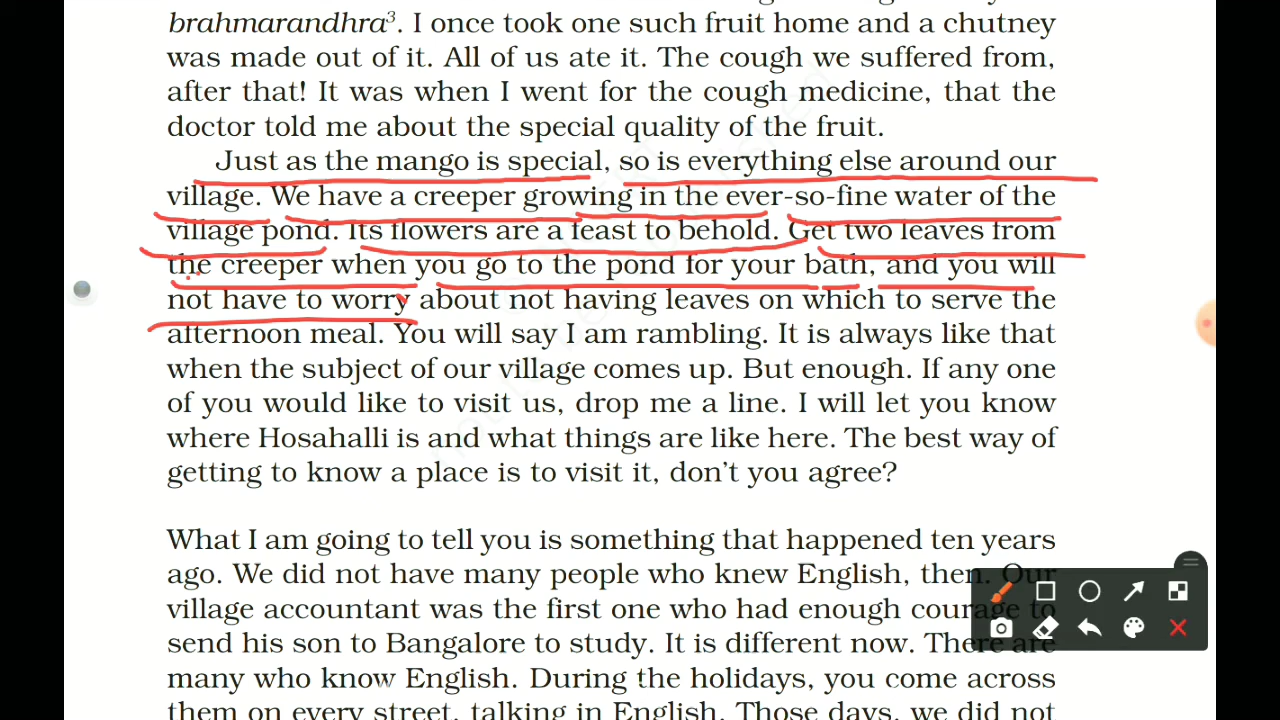 brahmarandhra³. I once took one such fruit home and a chutney
was made out of it. All of us ate it. The cough we suffered from,
after that! It was when I went for the cough medicine, that the
doctor told me about the special quality of the fruit.
Just as the mango is special, so is everything else around our
village. We have a creeper growing in the ever-so-fine water of the
village pond. Its flowers are a feast to behold. Get two leaves from
the creeper when you go to the pond for your bath, and you will
not have to worry about not having leaves on which to serve the
afternoon meal. You will say I am rambling. It is always like that
when the subject of our village comes up. But enough. If any one
of you would like to visit us, drop me a line. I will let you know
where Hosahalli is and what things are like here. The best way of
getting to know a place is to visit it, don't you agree?
What I am going to tell you is something that happened ten years
ago. We did not have many people who knew English, then. Our
village accountant was the first one who had enough courage to
send his son to Bangalore to study. It is different now. There are
many who know English. During the holidays, you come across
them on every street, talking in English. Those days, we did not